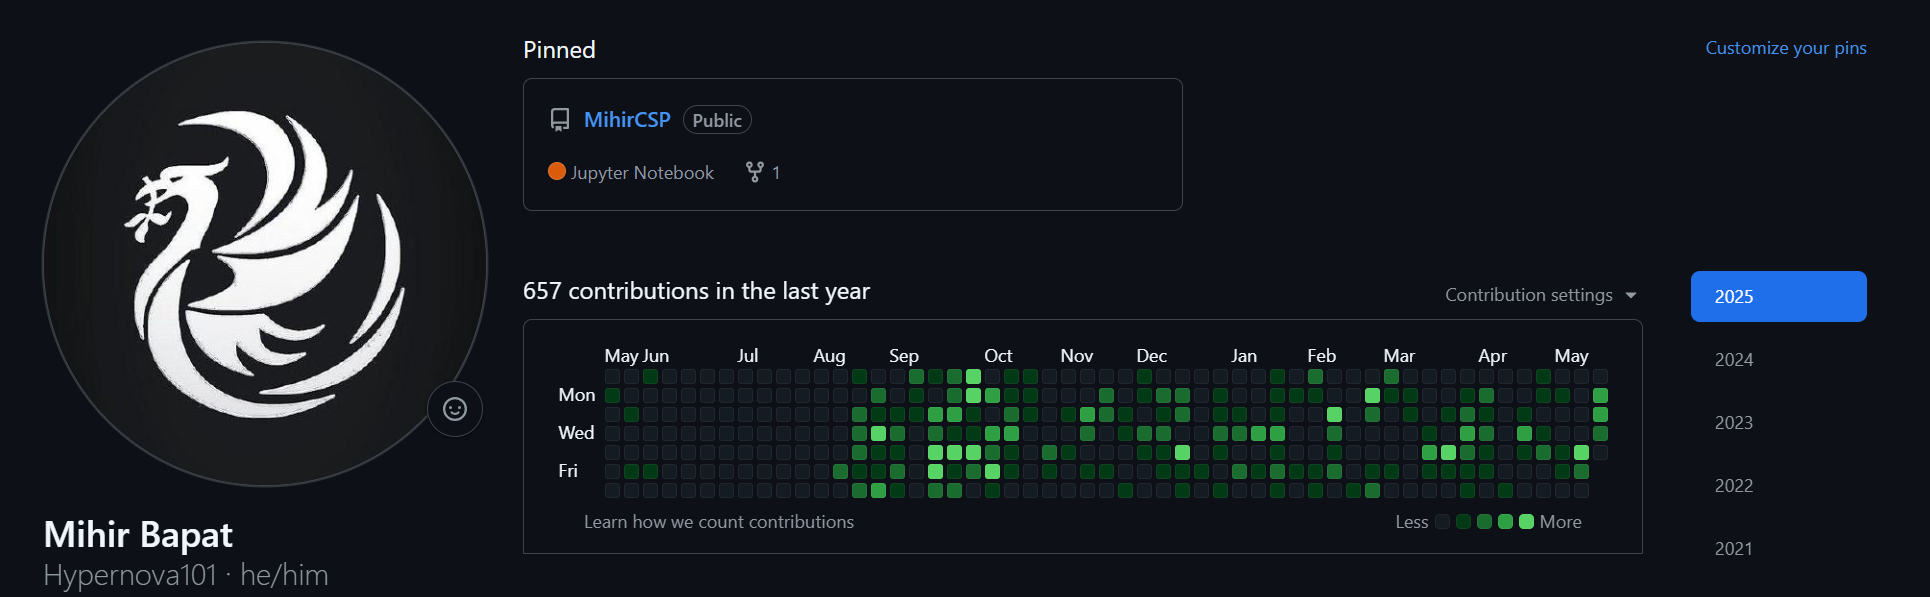 Pinned
Customize your pins
MihirCSP Public
Jupyter Notebook 1
657 contributions in the last year
Contribution settings
2025
2024
2023
2022
2021
May Jun Jul Aug Sep Oct Nov Dec Jan Feb Mar Apr May
Mon
Wed
Fri
Learn how we count contributions
Less More
Mihir Bapat
Hypernova101 · he/him